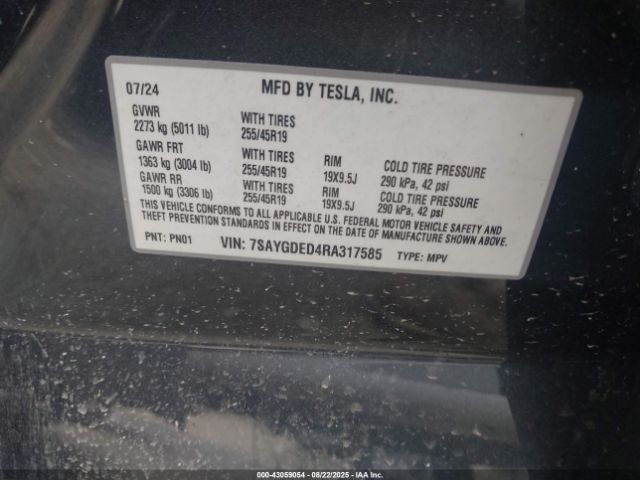 07/24 MFD BY TESLA, INC.
GVWR
2273 kg (5011 lb) WITH TIRES 255/45R19
GAWR FRT
1363 kg (3004 lb) WITH TIRES 255/45R19 RIM 19X9.5J COLD TIRE PRESSURE 290 kPa, 42 psi
GAWR RR
1500 kg (3306 lb) WITH TIRES 255/45R19 RIM 19X9.5J COLD TIRE PRESSURE 290 kPa, 42 psi
THIS VEHICLE CONFORMS TO ALL APPLICABLE U.S. FEDERAL MOTOR VEHICLE SAFETY AND
THEFT PREVENTION STANDARDS IN EFFECT ON THE DATE OF MANUFACTURE SHOWN ABOVE.
PNT: PN01 VIN: 7SAYGDED4RA317585 TYPE: MPV
000-43059054 - 08/22/2025 - IAA Inc.